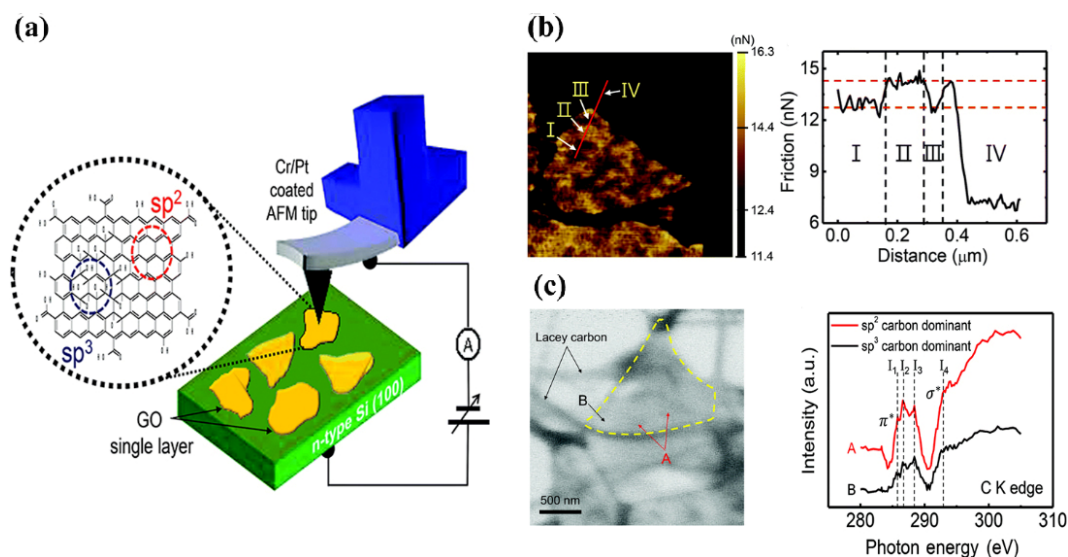 (a)
Cr/Pt
coated
AFM tip
sp²
sp³
A
GO
single layer
n-type Si (100)
(b)
(nN)
16.3
14.4
12.4
11.4
I
II
III
IV
Friction (nN)
15
12
9
6
I
II
III
IV
0.0 0.2 0.4 0.6
Distance (μm)
(c)
Lacey carbon
B
A
500 nm
Intensity (a.u.)
sp² carbon dominant
sp³ carbon dominant
I₁ I₂ I₃ I₄
π*
σ*
A
B
C K edge
280 290 300 310
Photon energy (eV)